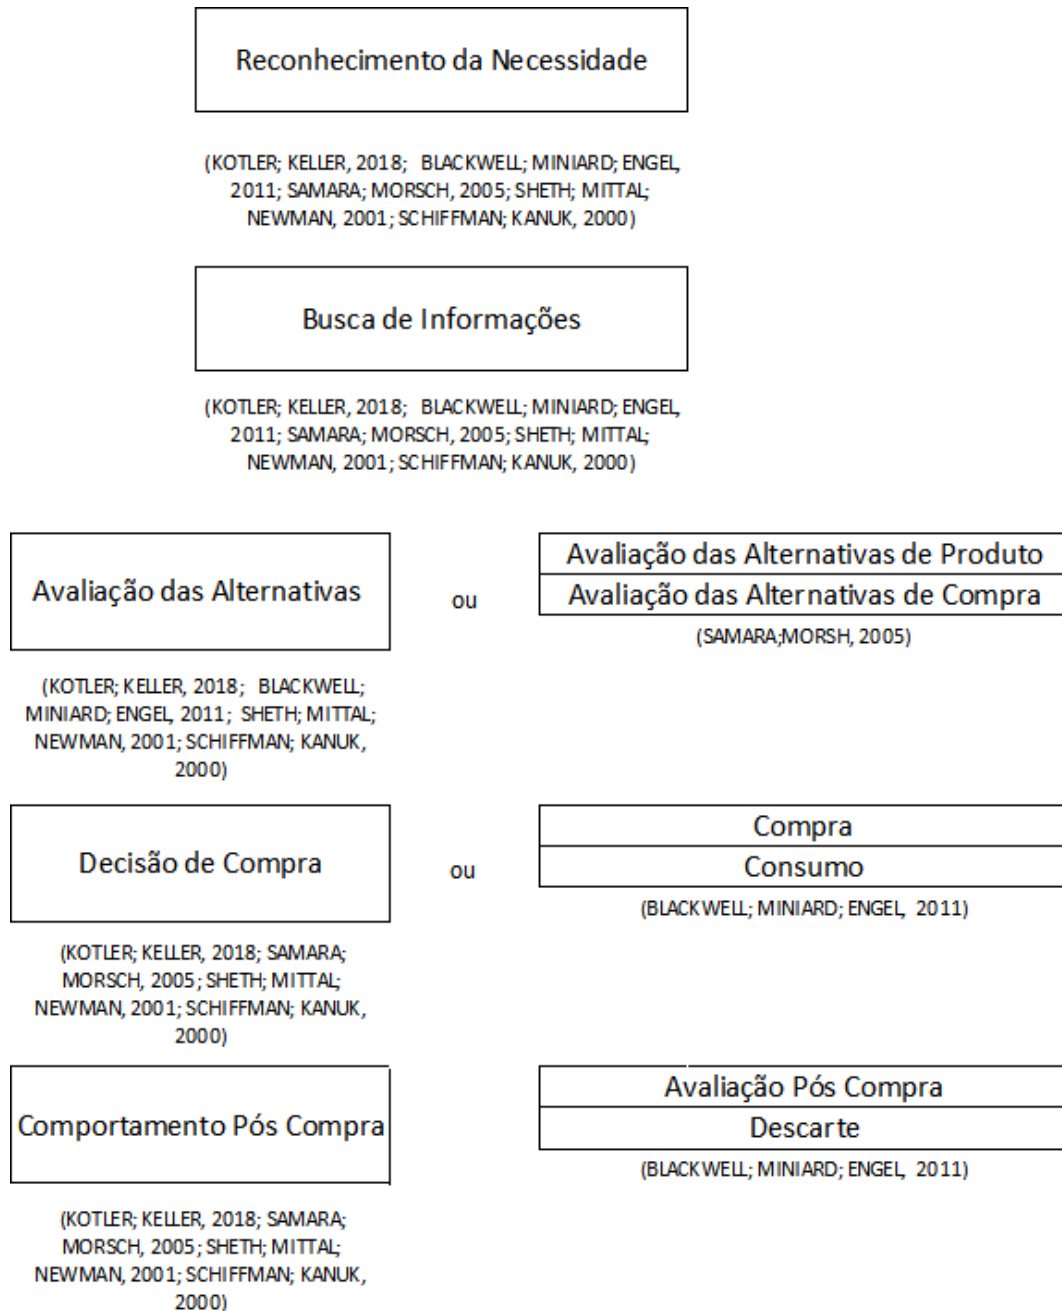 Reconhecimento da Necessidade
(KOTLER; KELLER, 2018; BLACKWELL; MINIARD; ENGEL,
2011; SAMARA; MORSCH, 2005; SHETH; MITTAL;
NEWMAN, 2001; SCHIFFMAN; KANUK, 2000)
Busca de Informações
(KOTLER; KELLER, 2018; BLACKWELL; MINIARD; ENGEL,
2011; SAMARA; MORSCH, 2005; SHETH; MITTAL;
NEWMAN, 2001; SCHIFFMAN; KANUK, 2000)
Avaliação das Alternativas
(KOTLER; KELLER, 2018; BLACKWELL;
MINIARD; ENGEL, 2011; SHETH; MITTAL;
NEWMAN, 2001; SCHIFFMAN; KANUK,
2000)
ou
Avaliação das Alternativas de Produto
Avaliação das Alternativas de Compra
(SAMARA;MORSH, 2005)
Decisão de Compra
(KOTLER; KELLER, 2018; SAMARA;
MORSCH, 2005; SHETH; MITTAL;
NEWMAN, 2001; SCHIFFMAN; KANUK,
2000)
ou
Compra
Consumo
(BLACKWELL; MINIARD; ENGEL, 2011)
Comportamento Pós Compra
(KOTLER; KELLER, 2018; SAMARA;
MORSCH, 2005; SHETH; MITTAL;
NEWMAN, 2001; SCHIFFMAN; KANUK,
2000)
Avaliação Pós Compra
Descarte
(BLACKWELL; MINIARD; ENGEL, 2011)